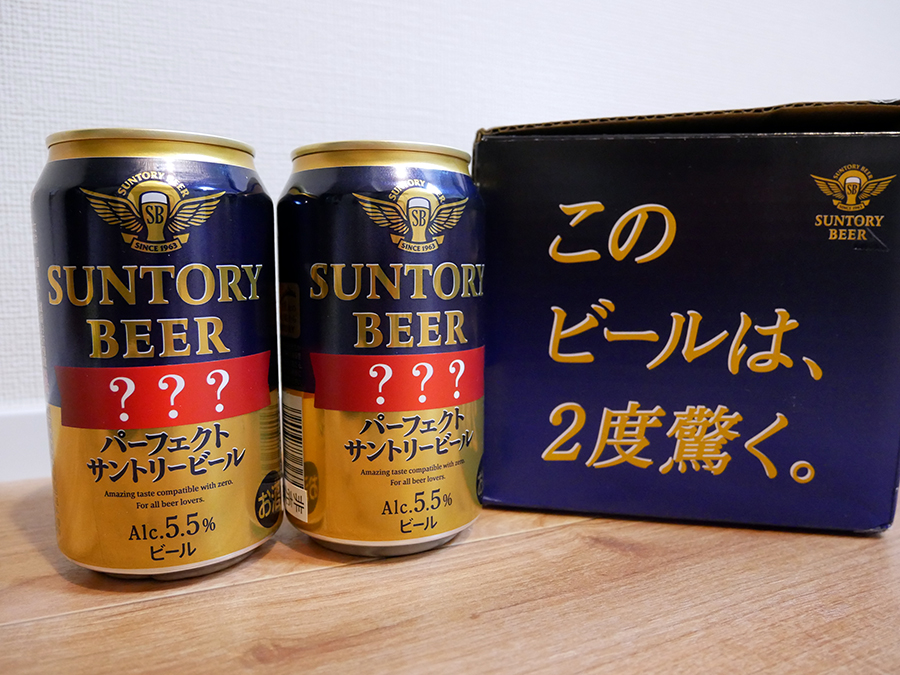 SUNTORY BEER
SB
SINCE 1963
SUNTORY
BEER
? ? ?
パーフェクト
サントリービール
Amazing taste compatible with zero.
For all beer lovers.
Alc.5.5%
ビール
SUNTORY BEER
SB
SINCE 1963
SUNTORY
BEER
? ? ?
パーフェクト
サントリービール
Amazing taste compatible with zero.
For all beer lovers.
Alc.5.5%
ビール
SUNTORY BEER
SB
SINCE 1963
SUNTORY
BEER
この
ビールは、
2度驚く。